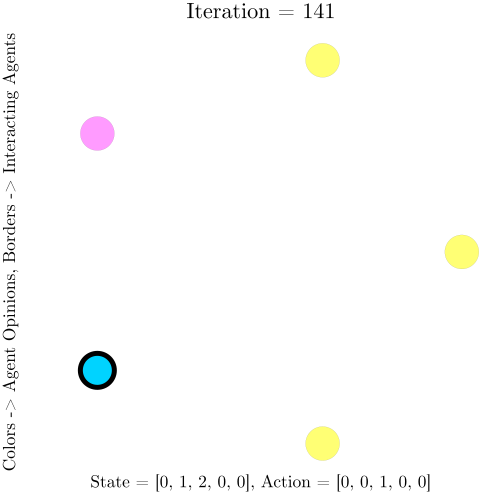 Iteration = 141
Colors -> Agent Opinions, Borders -> Interacting Agents
State = [0, 1, 2, 0, 0], Action = [0, 0, 1, 0, 0]